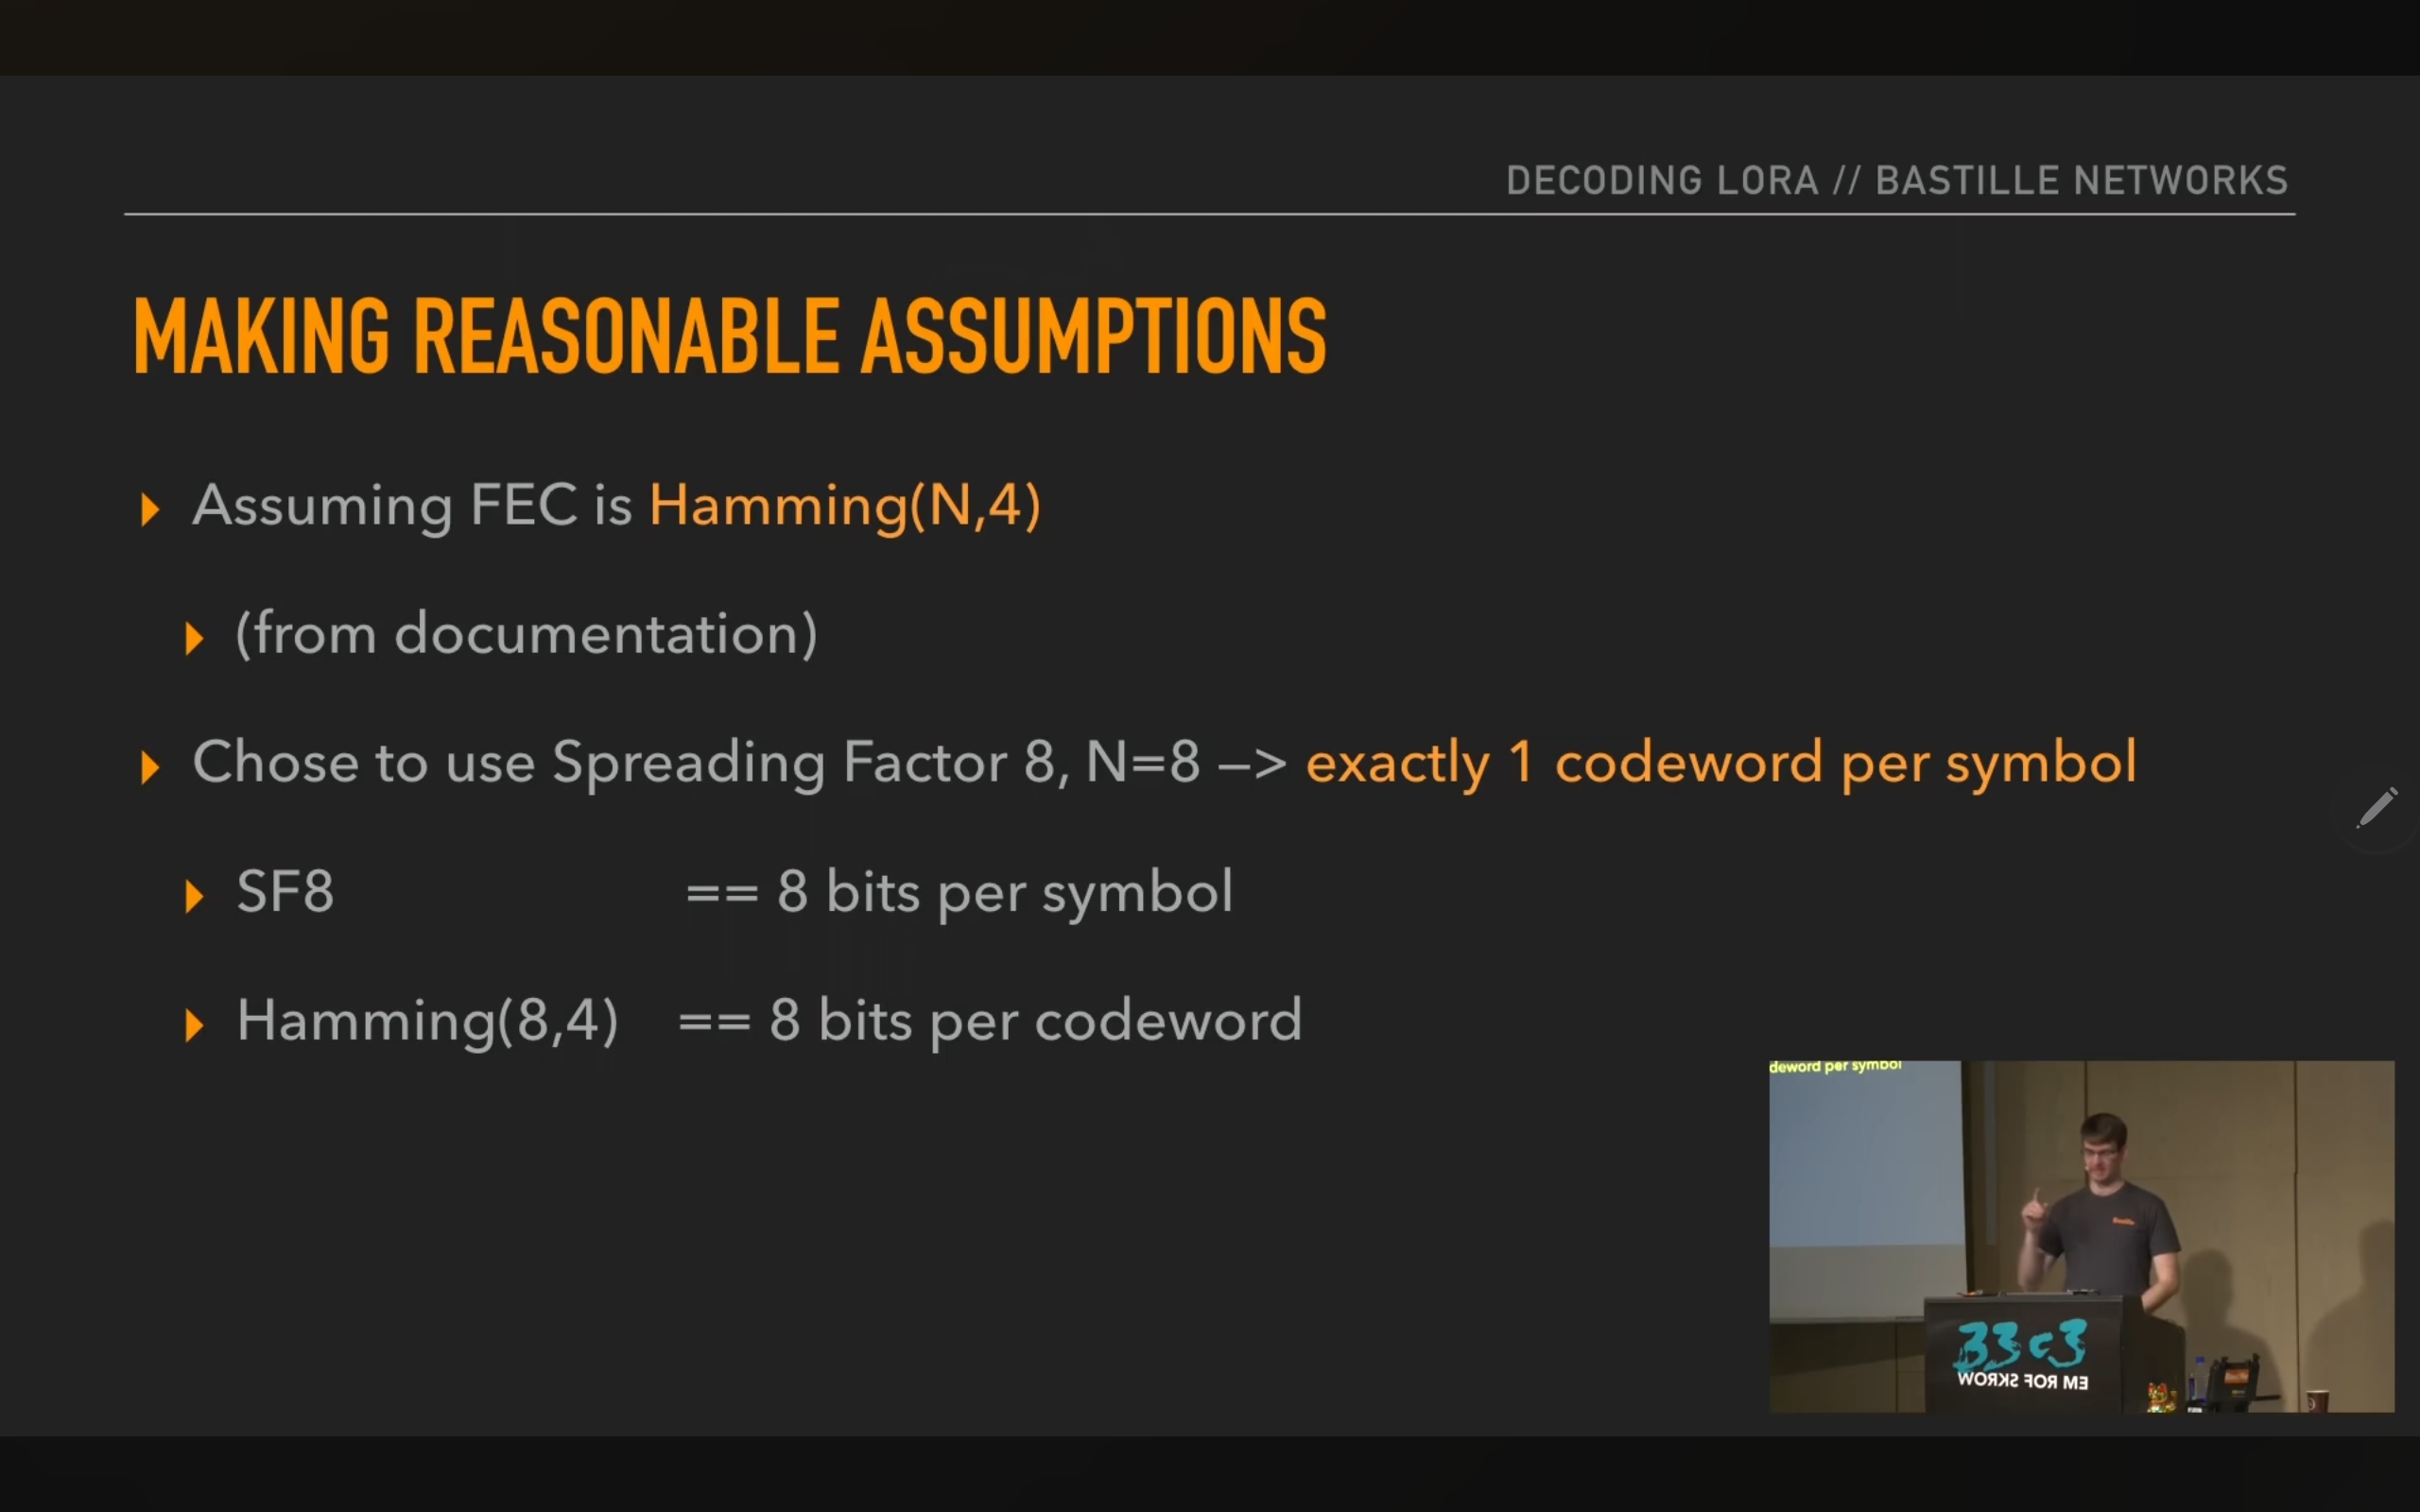 DECODING LORA // BASTILLE NETWORKS
MAKING REASONABLE ASSUMPTIONS
Assuming FEC is Hamming(N,4)
(from documentation)
Chose to use Spreading Factor 8, N=8 —> exactly 1 codeword per symbol
SF8 == 8 bits per symbol
Hamming(8,4) == 8 bits per codeword
deword per symbol
33c3
WORKS FOR ME